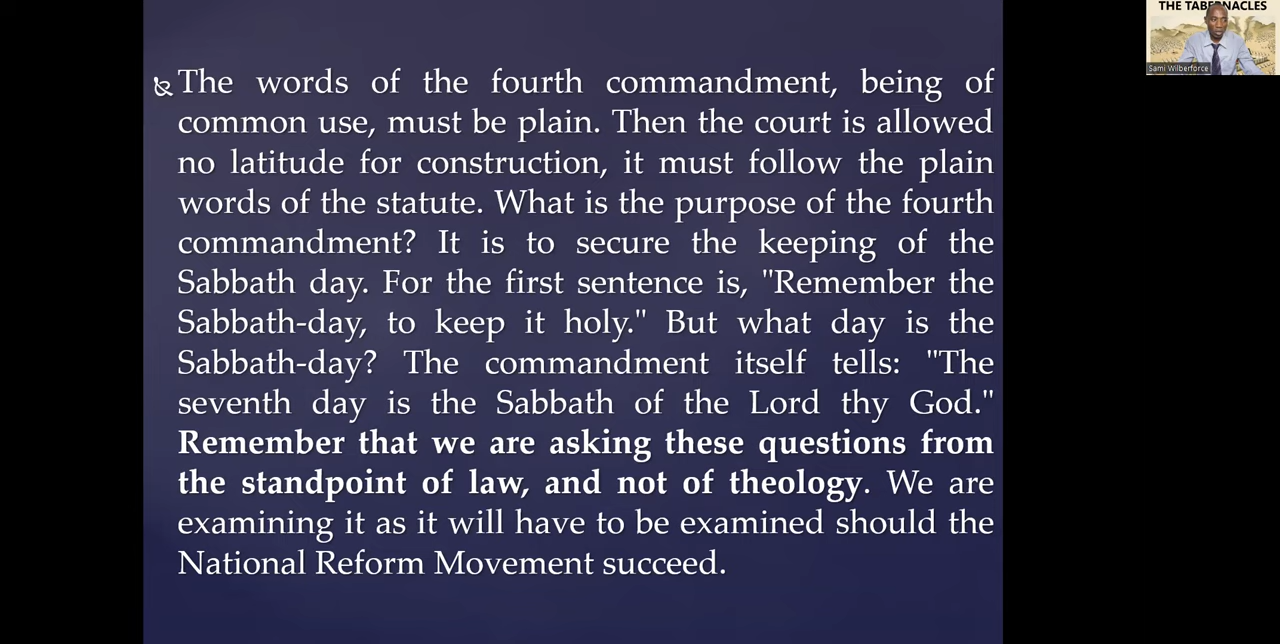 THE TABERNACLES
Sami Wilberforce
The words of the fourth commandment, being of
common use, must be plain. Then the court is allowed
no latitude for construction, it must follow the plain
words of the statute. What is the purpose of the fourth
commandment? It is to secure the keeping of the
Sabbath day. For the first sentence is, "Remember the
Sabbath-day, to keep it holy." But what day is the
Sabbath-day? The commandment itself tells: "The
seventh day is the Sabbath of the Lord thy God."
Remember that we are asking these questions from
the standpoint of law, and not of theology. We are
examining it as it will have to be examined should the
National Reform Movement succeed.